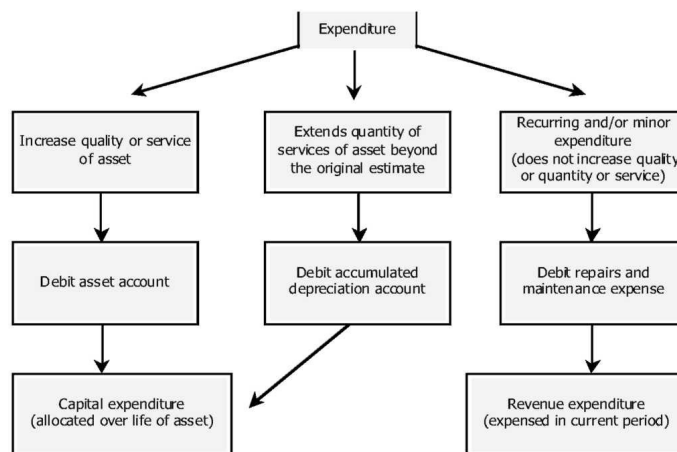 Expenditure
Increase quality or service
of asset
Extends quantity of
services of asset beyond
the original estimate
Recurring and/or minor
expenditure
(does not increase quality
or quantity or service)
Debit asset account
Debit accumulated
depreciation account
Debit repairs and
maintenance expense
Capital expenditure
(allocated over life of asset)
Revenue expenditure
(expensed in current period)